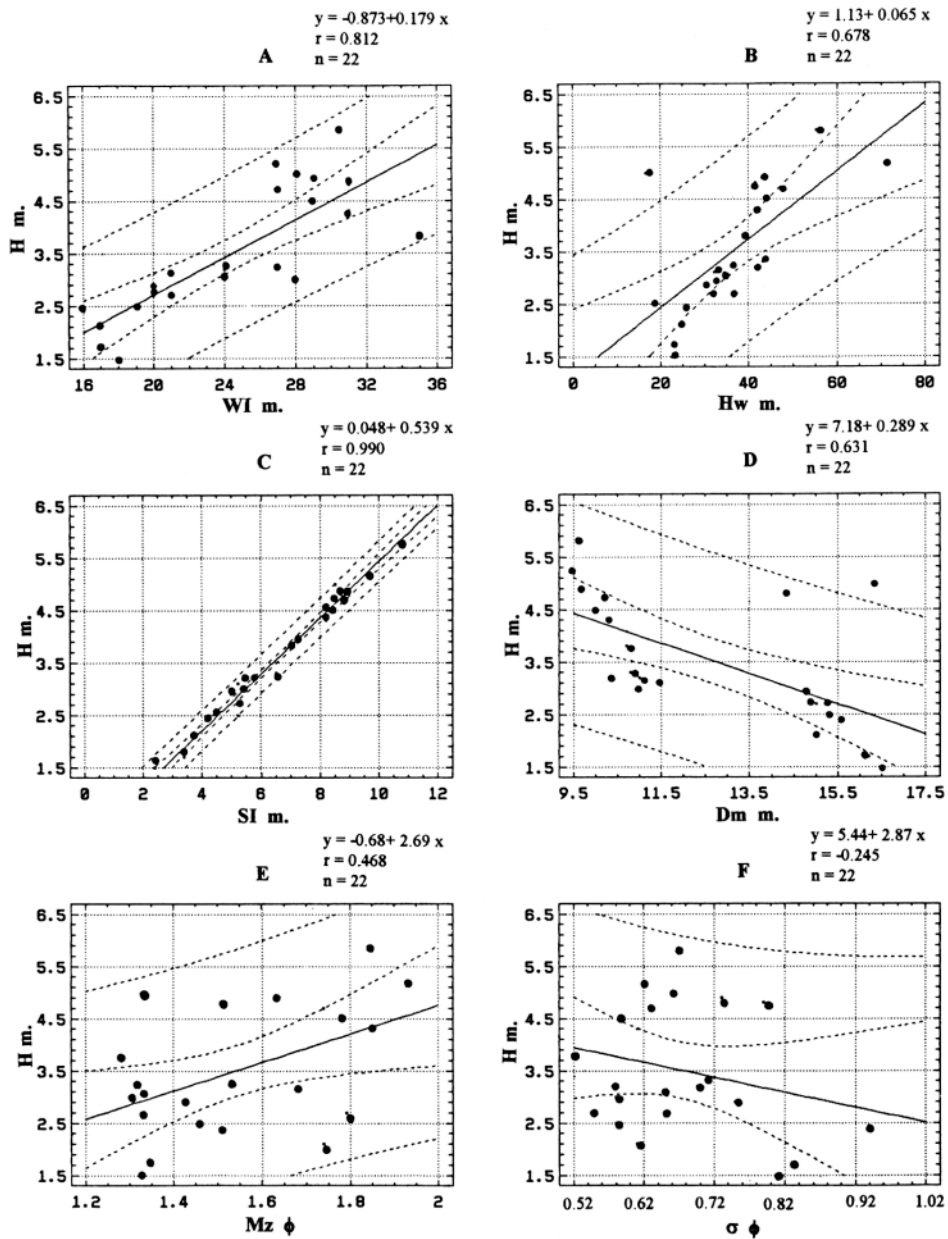 y = -0.873+0.179 x
r = 0.812
n = 22
A
6.5
5.5
4.5
3.5
2.5
1.5
H m.
16 20 24 28 32 36
WI m.
y = 1.13+ 0.065 x
r = 0.678
n = 22
B
6.5
5.5
4.5
3.5
2.5
1.5
H m.
0 20 40 60 80
Hw m.
y = 0.048+ 0.539 x
r = 0.990
n = 22
C
6.5
5.5
4.5
3.5
2.5
1.5
H m.
0 2 4 6 8 10 12
SI m.
y = 7.18+ 0.289 x
r = 0.631
n = 22
D
6.5
5.5
4.5
3.5
2.5
1.5
H m.
9.5 11.5 13.5 15.5 17.5
Dm m.
y = -0.68+ 2.69 x
r = 0.468
n = 22
E
6.5
5.5
4.5
3.5
2.5
1.5
H m.
1.2 1.4 1.6 1.8 2
Mz ϕ
y = 5.44+ 2.87 x
r = -0.245
n = 22
F
6.5
5.5
4.5
3.5
2.5
1.5
H m.
0.52 0.62 0.72 0.82 0.92 1.02
σ ϕ